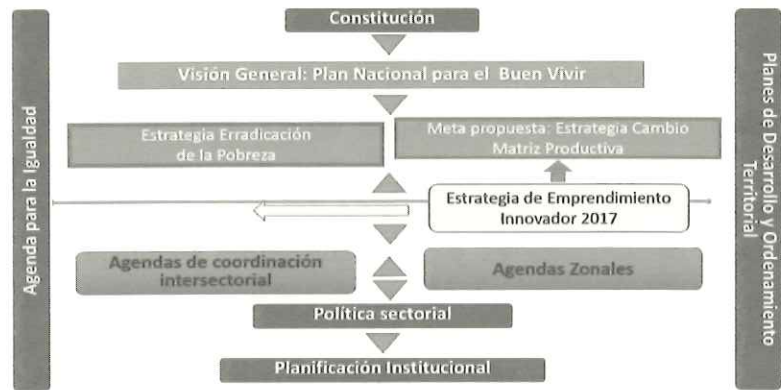 Constitución
Visión General: Plan Nacional para el Buen Vivir
Estrategia Erradicación
de la Pobreza
Meta propuesta: Estrategia Cambio
Matriz Productiva
Estrategia de Emprendimiento
Innovador 2017
Agendas de coordinación
intersectorial
Agendas Zonales
Política sectorial
Planificación Institucional
Agenda para la Igualdad
Planes de Desarrollo y Ordenamiento
Territorial